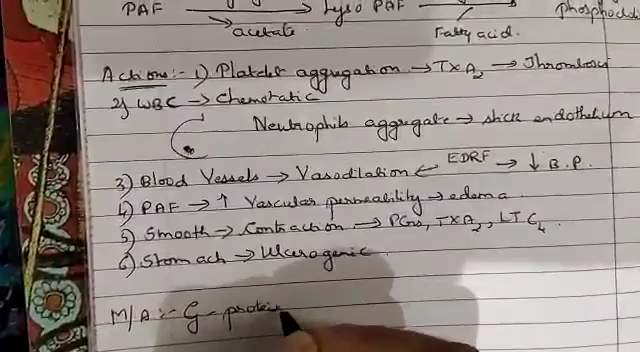 PAF → Lyso PAF → phosphod
acetate Fatty acid.
Actions:- 1) Platelet aggregation → TXA2 → Thrombosis
2) WBC → Chemotatic
Neutrophils aggregate → stick endothelium
3) Blood Vessels → Vasodilation ← EDRF → ↓ B.P.
4) PAF → ↑ Vascular permeability → edema
5) Smooth → Contraction → PGs, TXA2, LTC4.
6) Stomach → Ulcerogenic
M/A:- G-protein